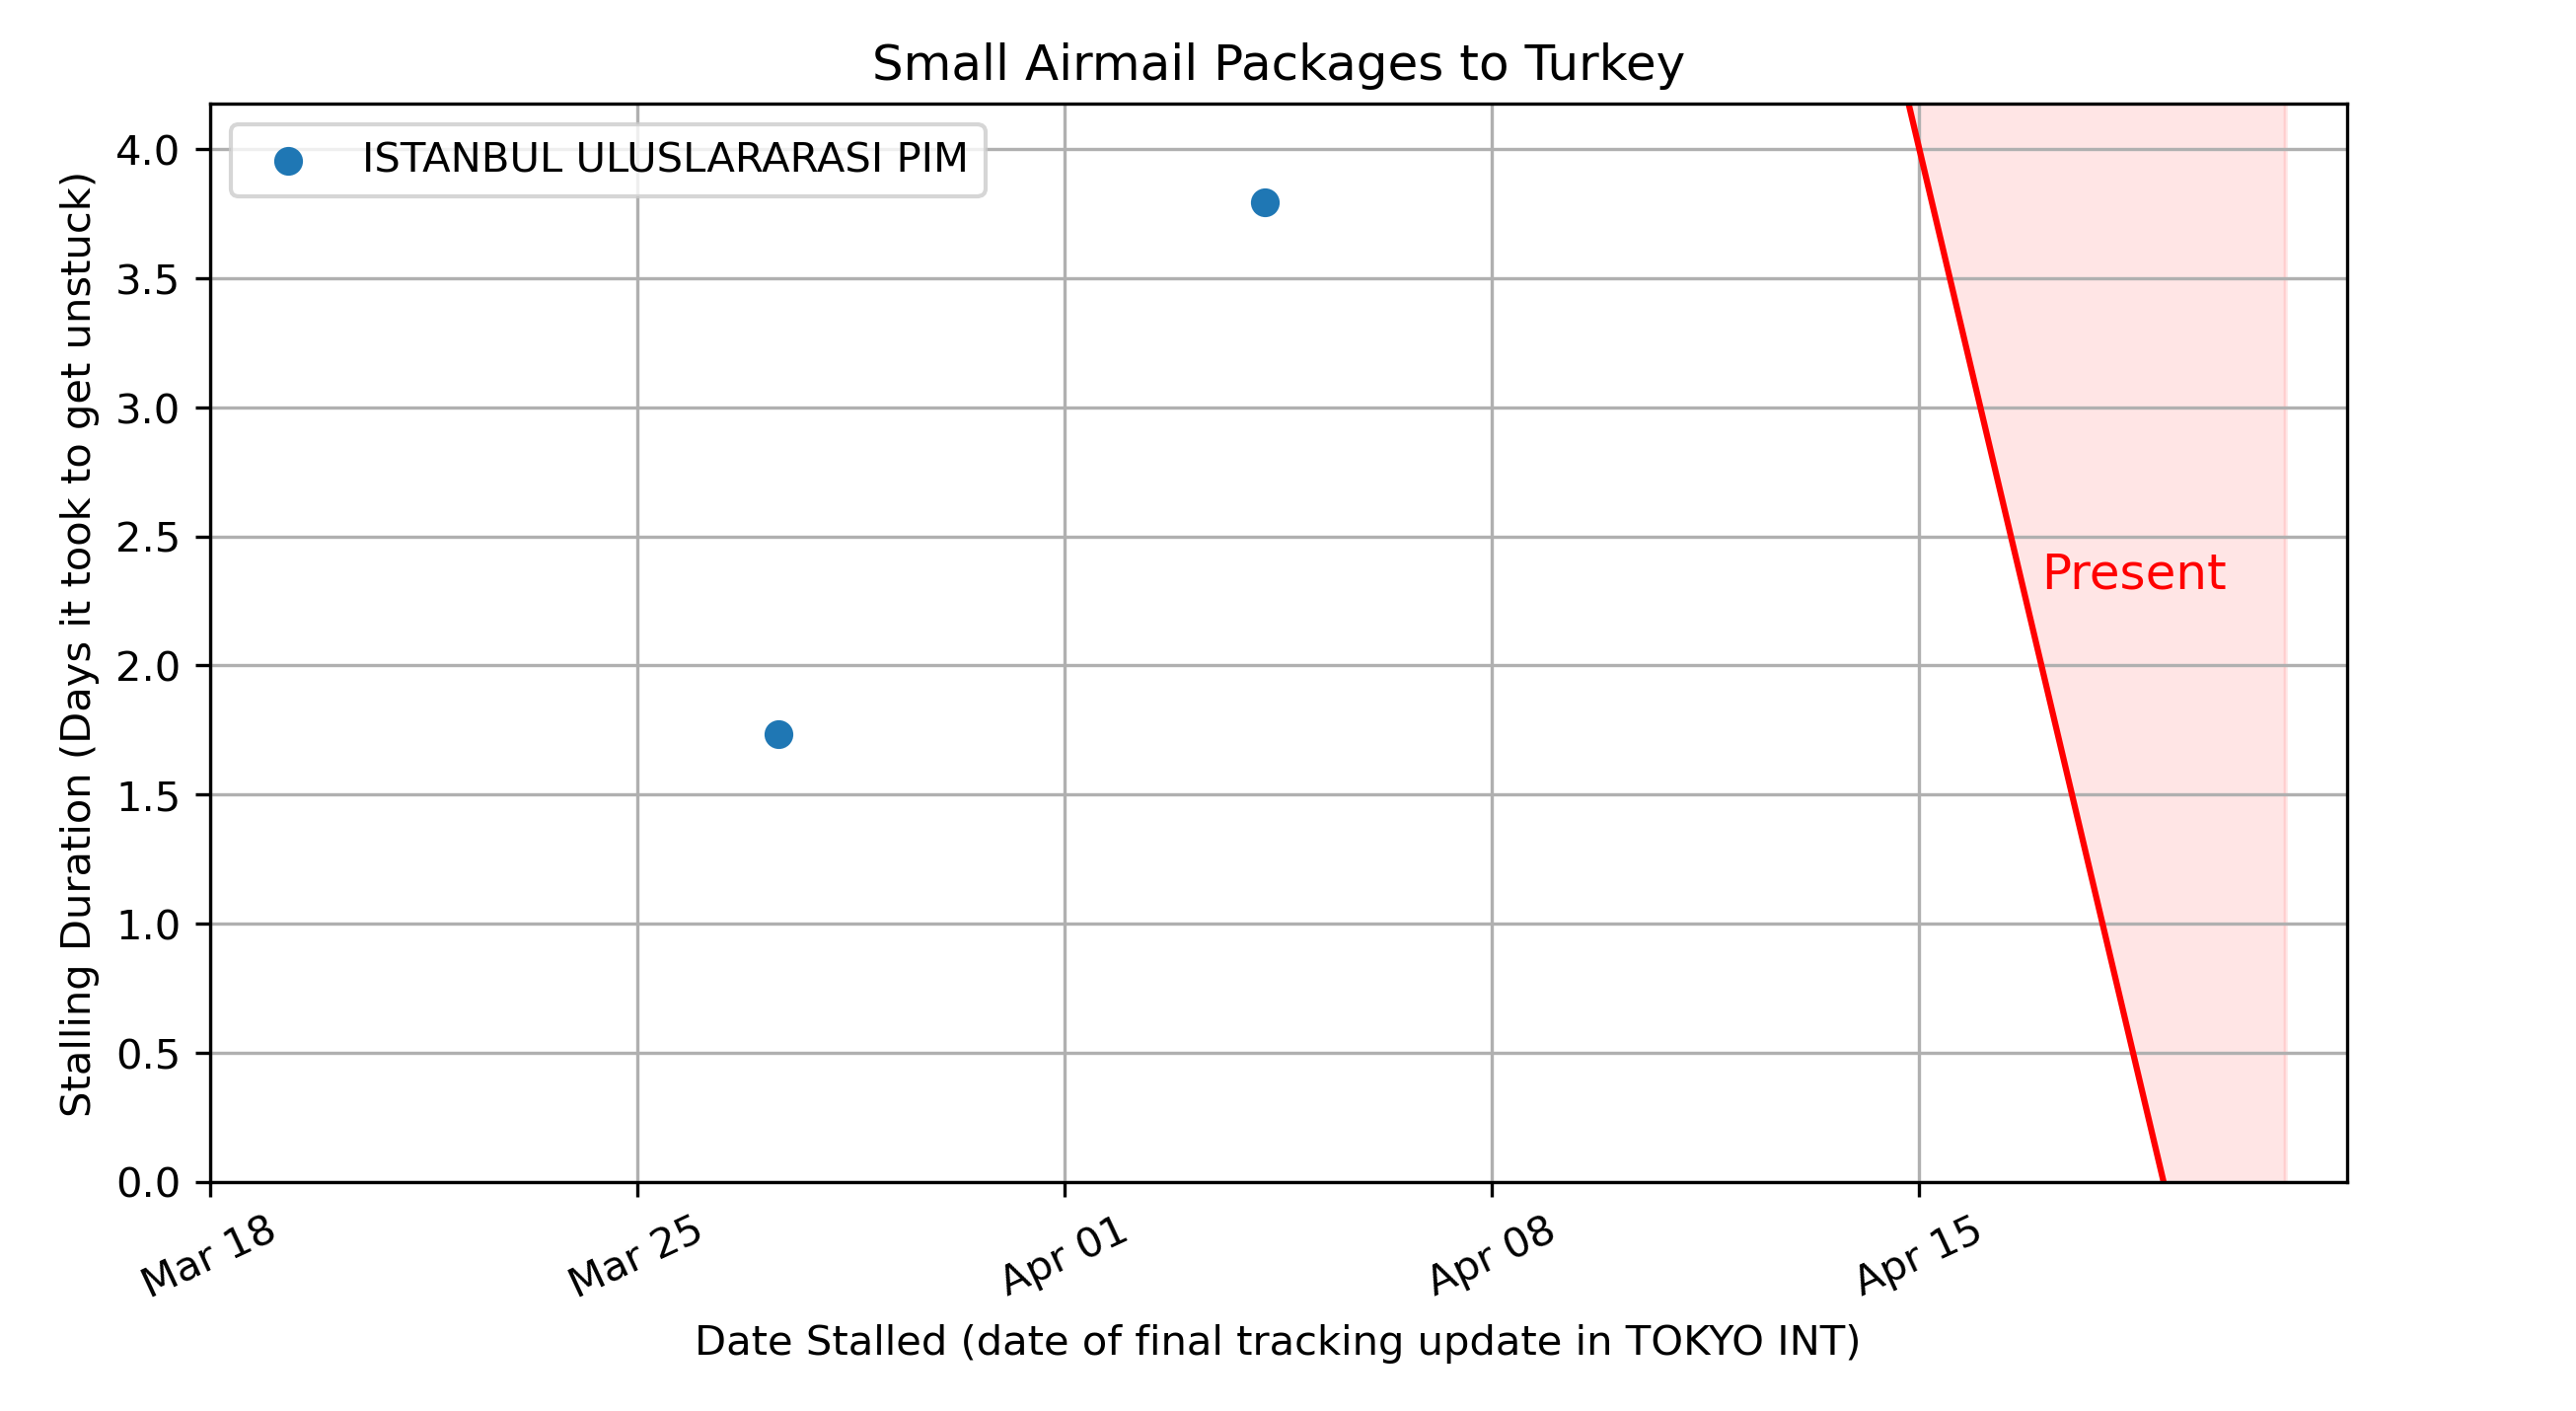 Small Airmail Packages to Turkey
ISTANBUL ULUSLARARASI PIM
Stalling Duration (Days it took to get unstuck)
4.0
3.5
3.0
2.5
2.0
1.5
1.0
0.5
0.0
Present
Mar 18
Mar 25
Apr 01
Apr 08
Apr 15
Date Stalled (date of final tracking update in TOKYO INT)